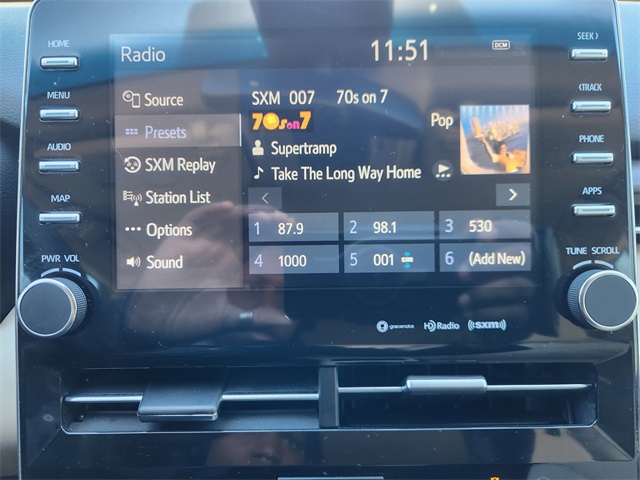 HOME
MENU
AUDIO
MAP
PWR VOL
Radio
11:51
DCM
Source
Presets
SXM Replay
Station List
Options
Sound
SXM 007 70s on 7
70s on 7
Pop
Supertramp
Take The Long Way Home
1 87.9
2 98.1
3 530
4 1000
5 001
6 (Add New)
gracenote
HD Radio
((SXM))
SEEK >
< TRACK
PHONE
APPS
TUNE SCROLL